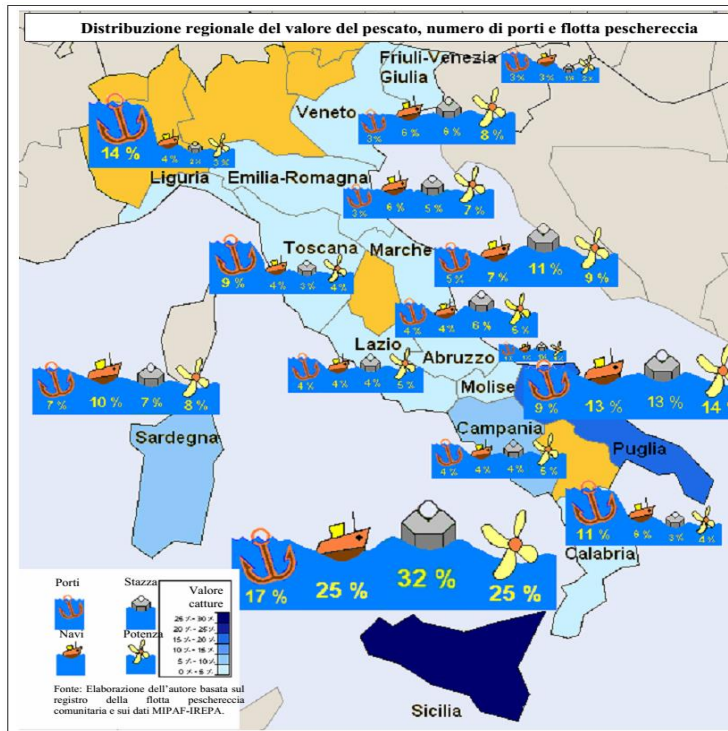 Distribuzione regionale del valore del pescato, numero di porti e flotta peschereccia
Friuli-Venezia
Giulia
3 % 3 %
Veneto
3 % 6 % 6 % 8 %
14 % 4 % 2 % 3 %
Liguria
Emilia-Romagna
3 % 6 % 5 % 7 %
Toscana
9 % 4 % 3 % 4 %
Marche
5 % 7 % 11 % 9 %
4 % 4 % 6 % 5 %
Lazio
4 % 4 % 4 % 5 %
Abruzzo
Molise
7 % 10 % 7 % 8 %
Sardegna
9 % 13 % 13 % 14 %
Campania
4 % 4 % 4 % 5 %
Puglia
11 % 6 % 3 % 4 %
Calabria
17 % 25 % 32 % 25 %
Sicilia
Porti
Stazza
Navi
Potenza
Valore
catture
25 %- 30 %
20 %- 25 %
15 %- 20 %
10 %- 15 %
5 %- 10 %
0 %- 5 %
Fonte: Elaborazione dell'autore basata sul
registro della flotta peschereccia
comunitaria e sui dati MIPAF-IREPA.